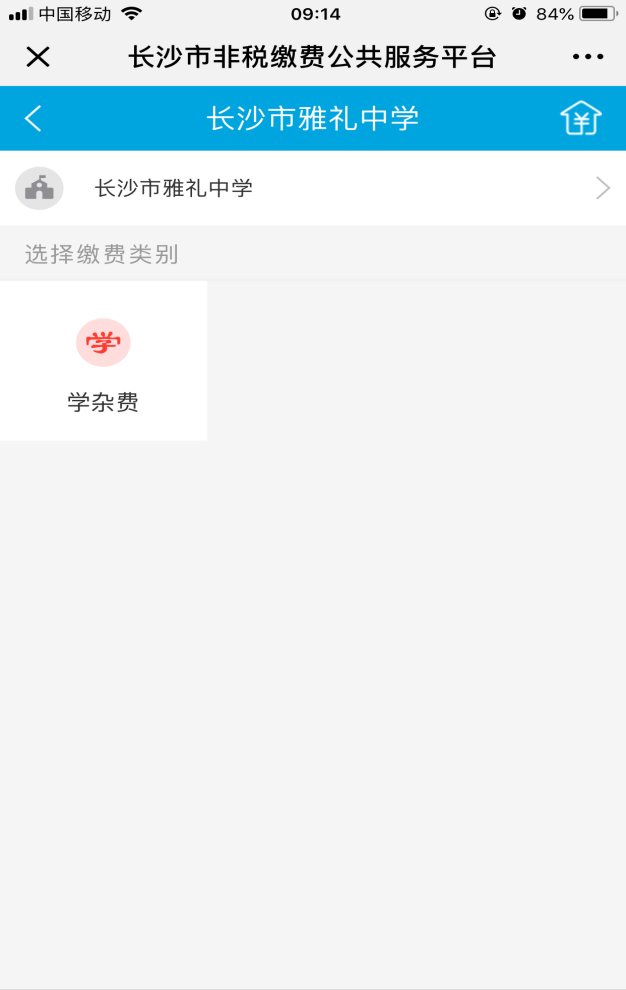 中国移动 09:14 84%
长沙市非税缴费公共服务平台
长沙市雅礼中学
长沙市雅礼中学
选择缴费类别
学
学杂费